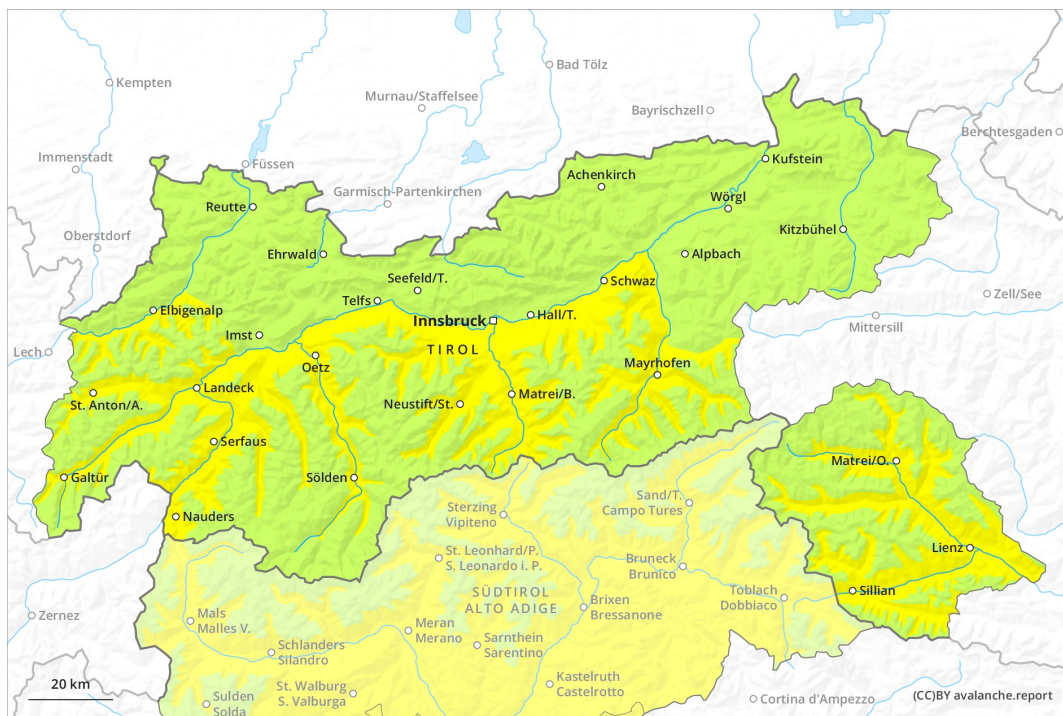 Kempten
Bad Tölz
Murnau/Staffelsee
Bayrischzell
Berchtesgaden
Immenstadt
Füssen
Kufstein
Garmisch-Partenkirchen
Achenkirch
Reutte
Wörgl
Oberstdorf
Kitzbühel
Ehrwald
Alpbach
Seefeld/T.
Schwaz
Zell/See
Telfs
Elbigenalp
Hall/T.
Innsbruck
Mittersill
Imst
Lech
TIROL
Oetz
Mayrhofen
Landeck
St. Anton/A.
Neustift/St.
Matrei/B.
Serfaus
Matrei/O.
Galtür
Sölden
Sand/T.
Campo Tures
Sterzing
Vipiteno
Nauders
Lienz
St. Leonhard/P.
S. Leonardo i. P.
Bruneck
Brunico
SÜDTIROL
ALTO ADIGE
Toblach
Dobbiaco
Sillian
Brixen
Bressanone
Zernez
Mals
Malles V.
Meran
Merano
Schlanders
Silandro
Sarnthein
Sarentino
20 km
St. Walburg
S. Valburga
Kastelruth
Castelrotto
Sulden
Solda
Cortina d'Ampezzo
(CC)BY avalanche.report